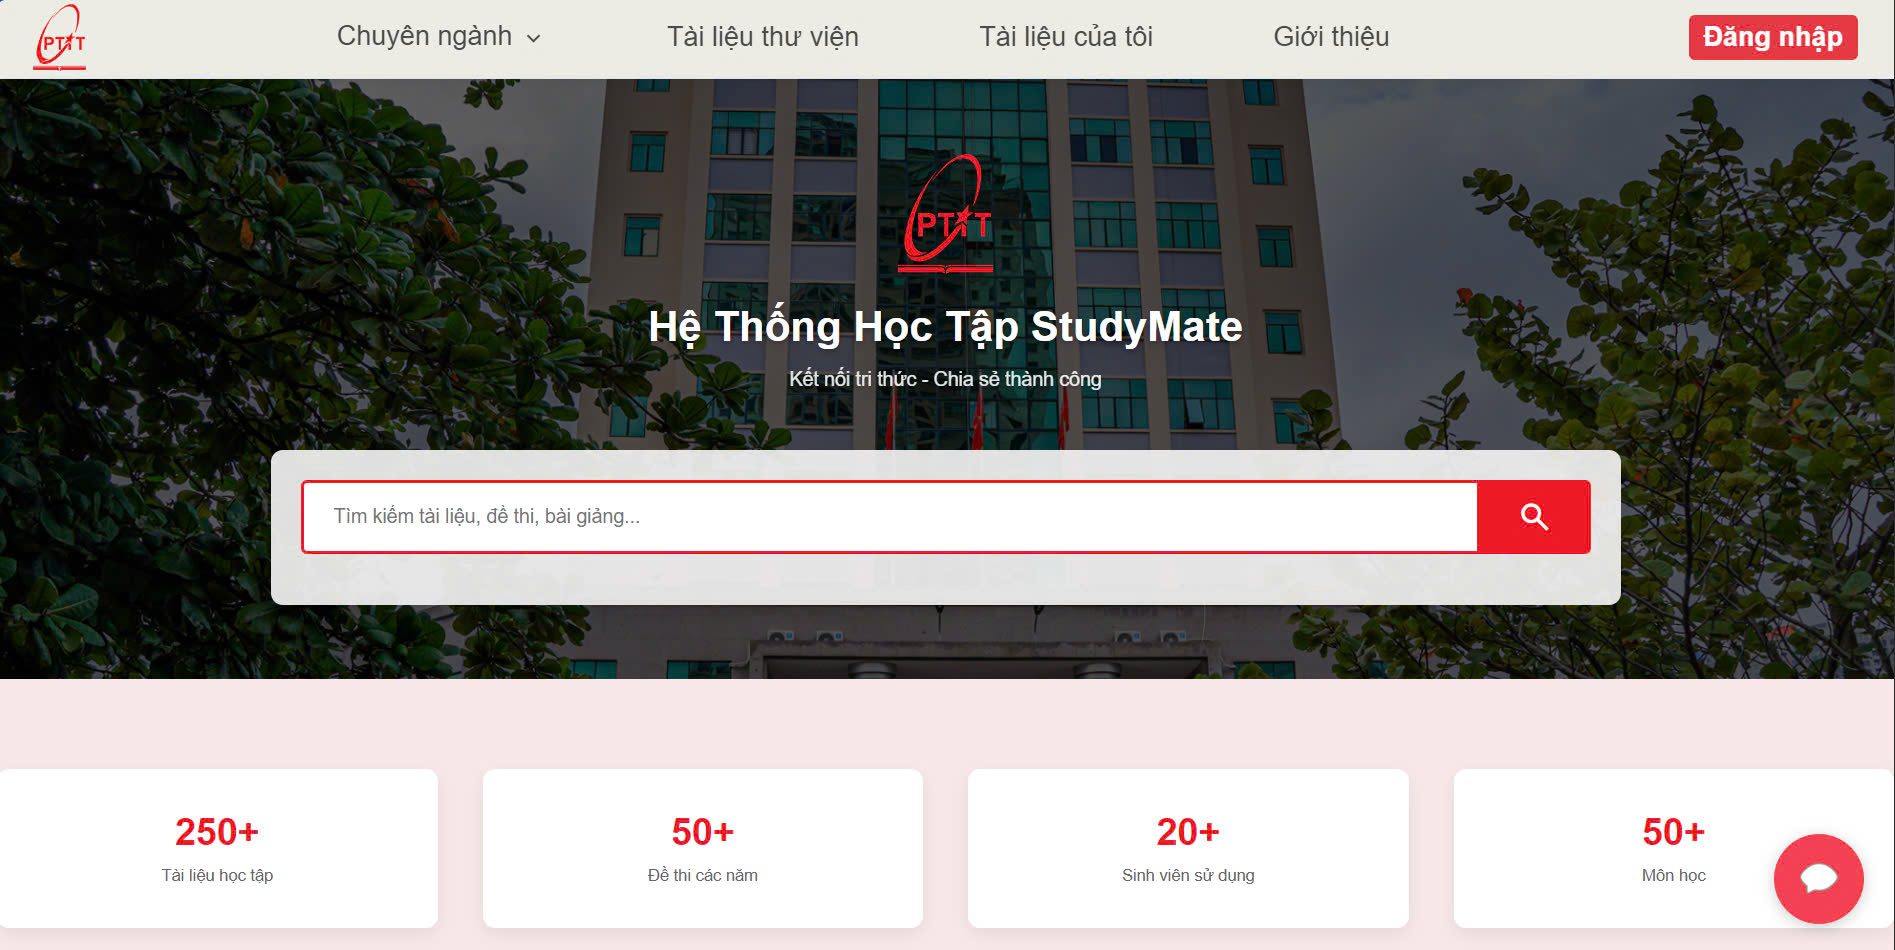 PTIT
Chuyên ngành
Tài liệu thư viện
Tài liệu của tôi
Giới thiệu
Đăng nhập
PTIT
Hệ Thống Học Tập StudyMate
Kết nối tri thức - Chia sẻ thành công
Tìm kiếm tài liệu, đề thi, bài giảng...
250+
Tài liệu học tập
50+
Đề thi các năm
20+
Sinh viên sử dụng
50+
Môn học